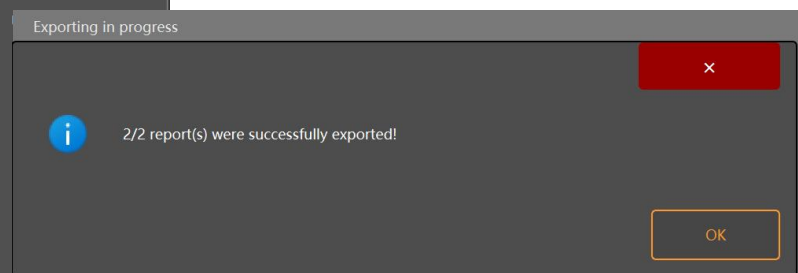 Exporting in progress
×
2/2 report(s) were successfully exported!
OK